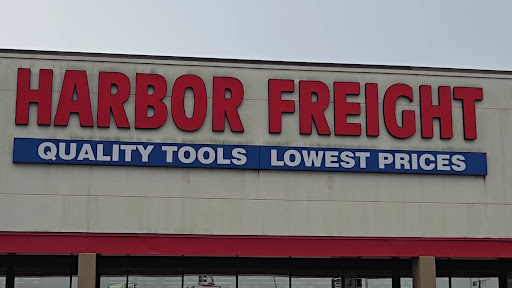 HARBOR FREIGHT
QUALITY TOOLS LOWEST PRICES